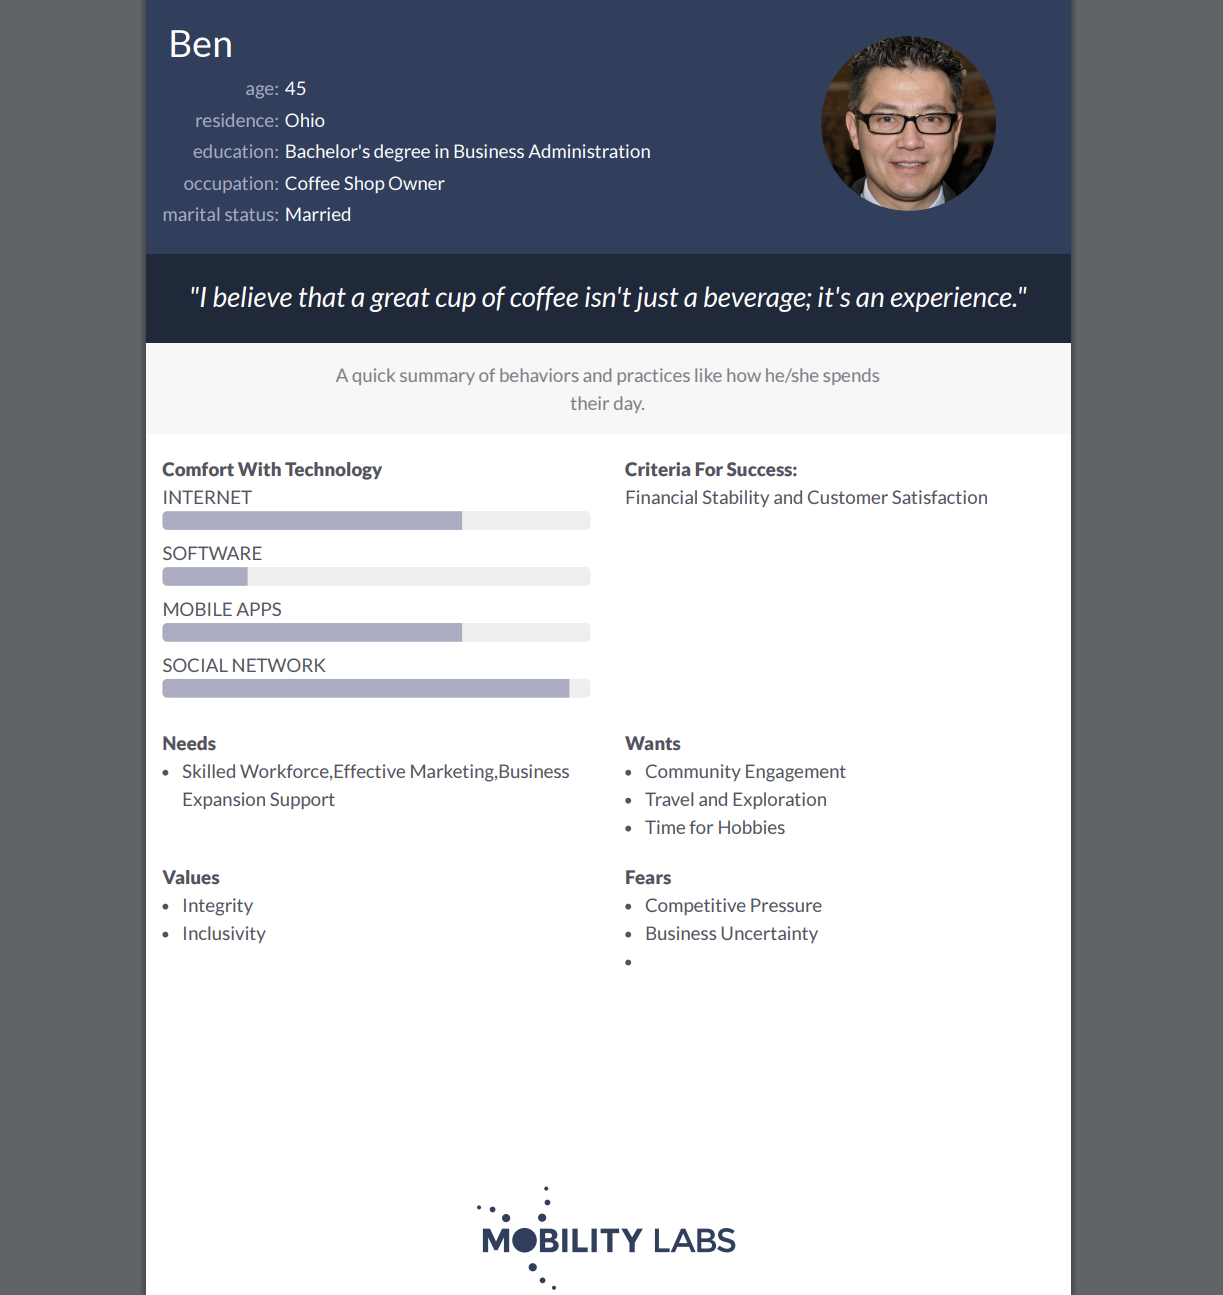 Ben
age: 45
residence: Ohio
education: Bachelor's degree in Business Administration
occupation: Coffee Shop Owner
marital status: Married
"I believe that a great cup of coffee isn't just a beverage; it's an experience."
A quick summary of behaviors and practices like how he/she spends
their day.
Comfort With Technology
INTERNET
SOFTWARE
MOBILE APPS
SOCIAL NETWORK
Criteria For Success:
Financial Stability and Customer Satisfaction
Needs
• Skilled Workforce,Effective Marketing,Business
Expansion Support
Wants
• Community Engagement
• Travel and Exploration
• Time for Hobbies
Values
• Integrity
• Inclusivity
Fears
• Competitive Pressure
• Business Uncertainty
•
MOBILITY LABS